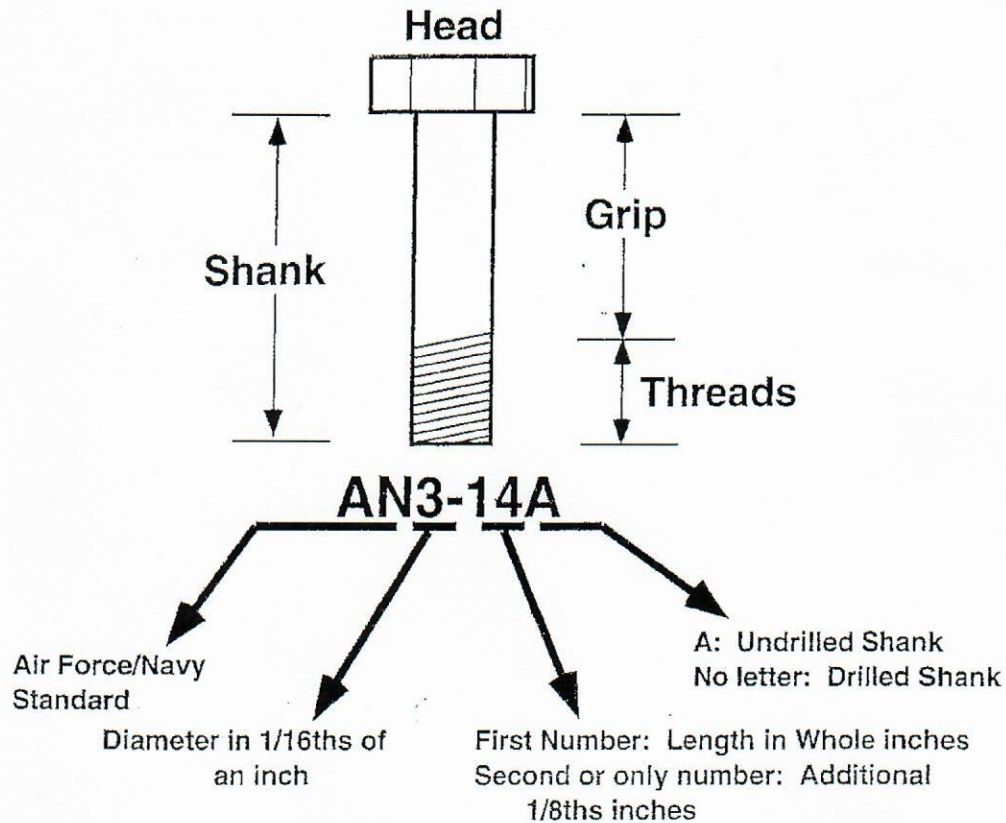 Head
Grip
Shank
Threads
AN3-14A
Air Force/Navy
Standard
A: Undrilled Shank
No letter: Drilled Shank
Diameter in 1/16ths of
an inch
First Number: Length in Whole inches
Second or only number: Additional
1/8ths inches